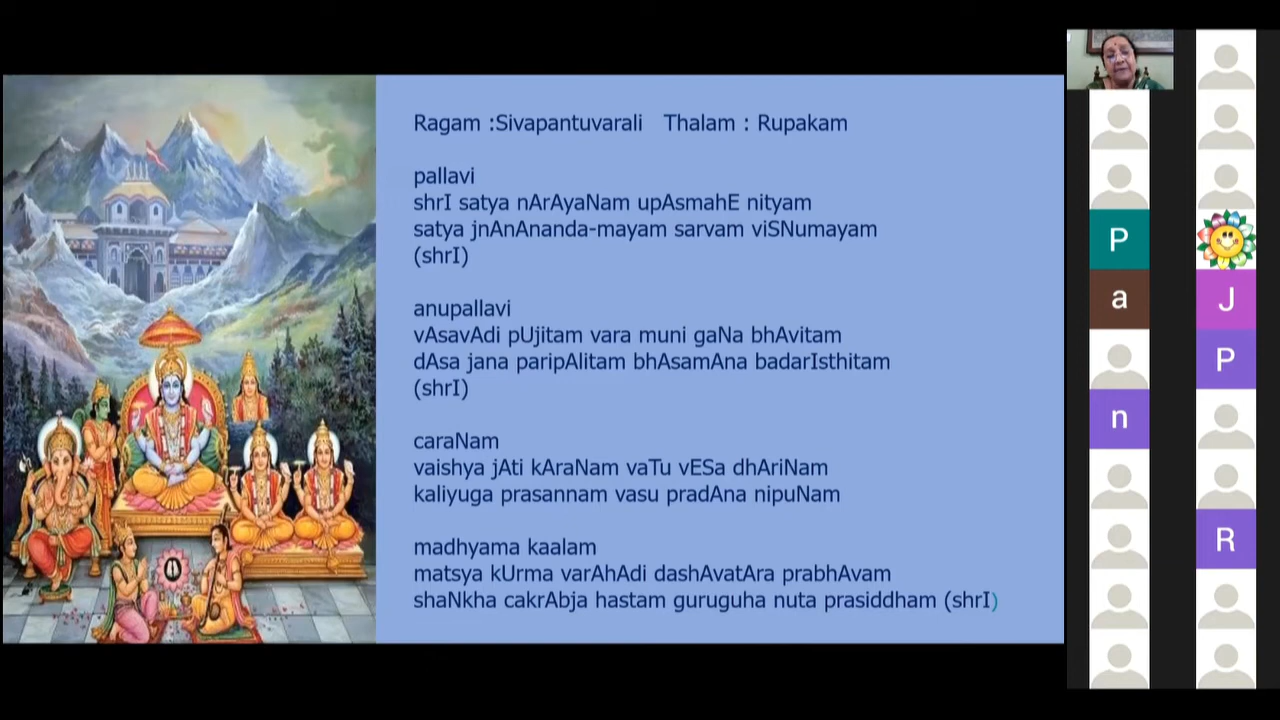 Ragam :Sivapantuvarali Thalam : Rupakam
pallavi
shrI satya nArAyaNam upAsmahE nityam
satya jnAnAnanda-mayam sarvam viSNumayam
(shrI)
anupallavi
vAsavAdi pUjitam vara muni gaNa bhAvitam
dAsa jana paripAlitam bhAsamAna badarIsthitam
(shrI)
caraNam
vaishya jAti kAraNam vaTu vESa dhAriNam
kaliyuga prasannam vasu pradAna nipuNam
madhyama kaalam
matsya kUrma varAhAdi dashAvatAra prabhAvam
shaNkha cakrAbja hastam guruguha nuta prasiddham (shrI)
P
a
J
P
n
R